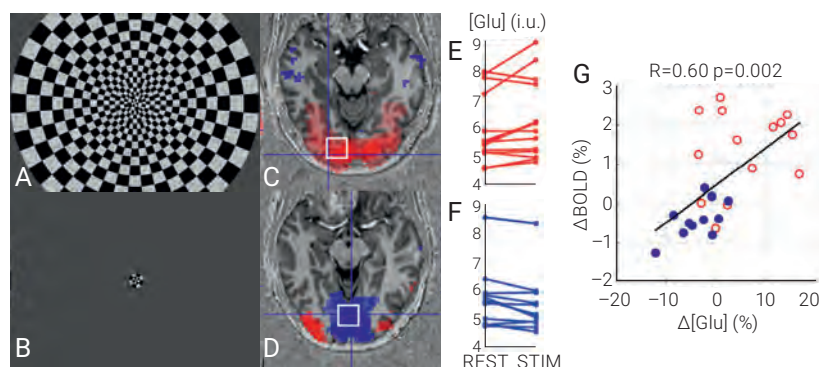 A
B
C
D
[Glu] (i.u.)
E
9
8
7
6
5
4
F
9
8
7
6
5
4
REST STIM
G
R=0.60 p=0.002
ΔBOLD (%)
3
2
1
0
−1
−2
−20 −10 0 10 20
Δ[Glu] (%)